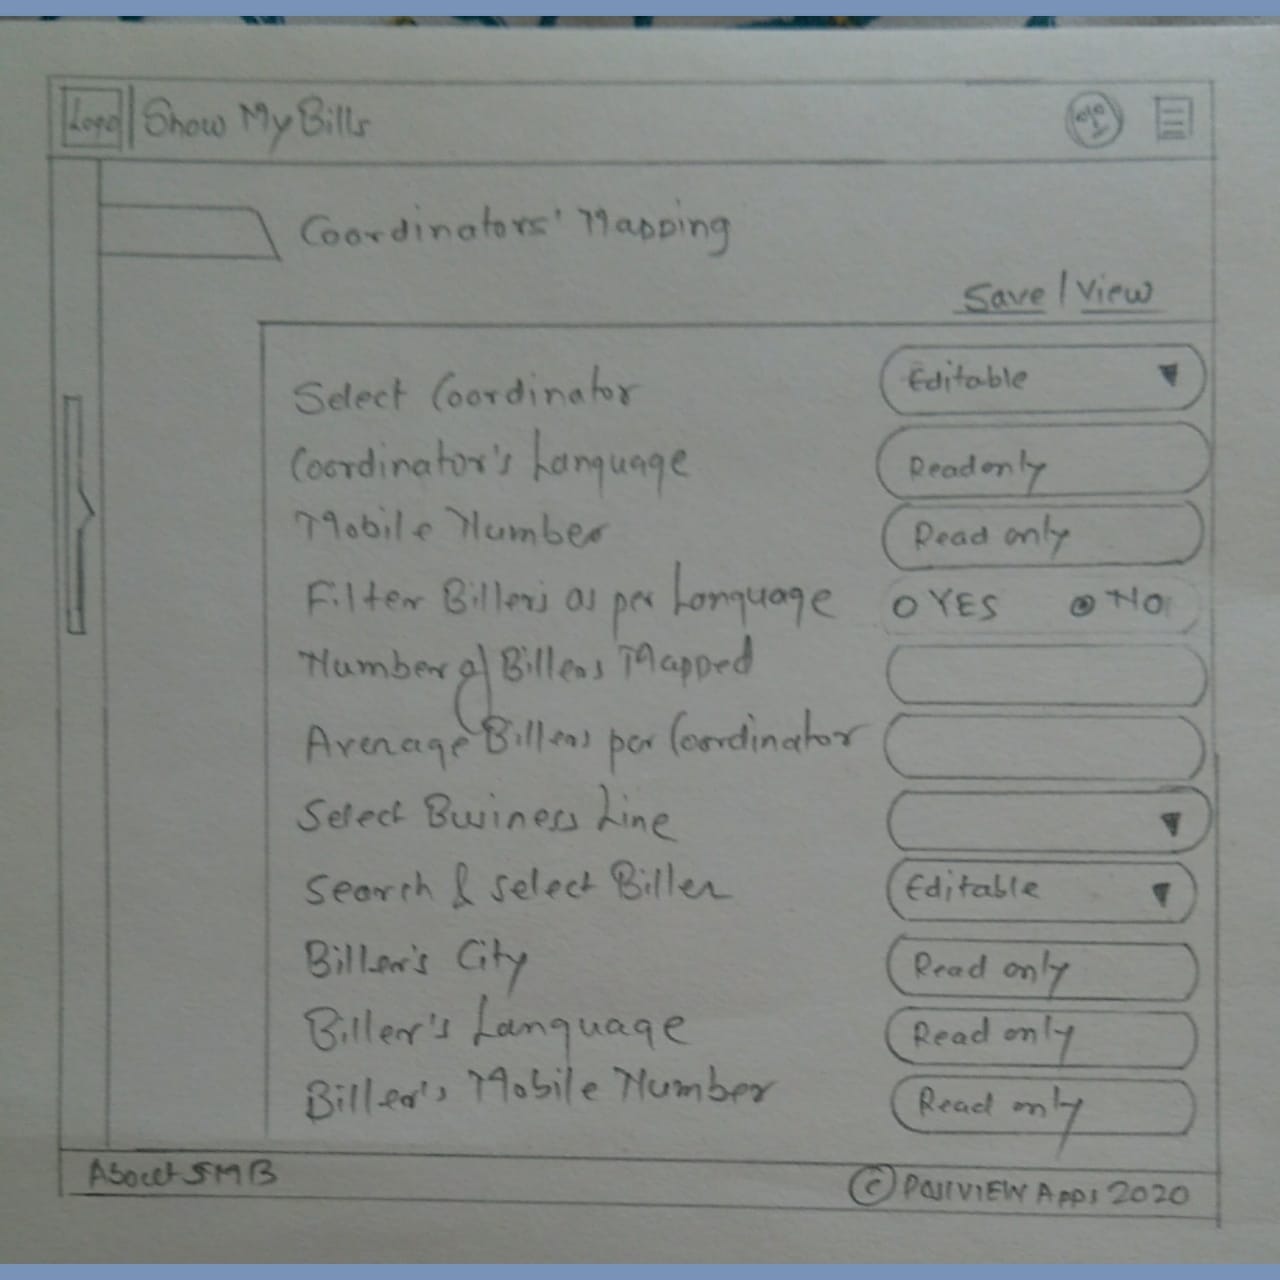 Logo Show My Bills
Coordinators' Mapping
Save / View
Select Coordinator Editable
Coordinator's Language Read only
Mobile Number Read only
Filter Billers as per Language YES NO
Number of Billers Mapped
Average Billers per Coordinator
Select Business Line
Search & select Biller Editable
Biller's City Read only
Biller's Language Read only
Biller's Mobile Number Read only
About SMB
© Apps 2020